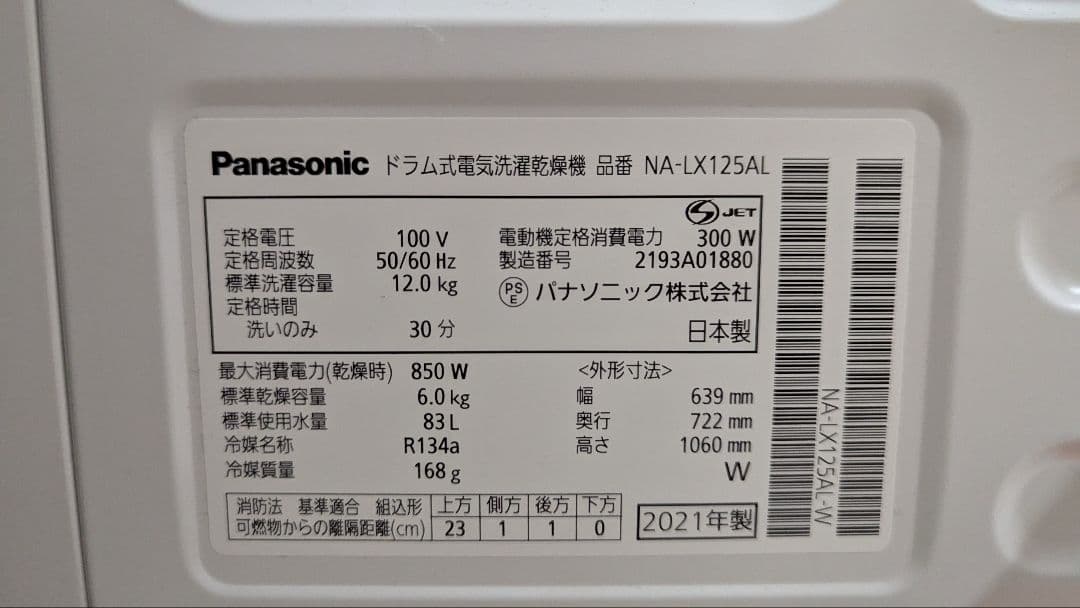 Panasonic ドラム式電気洗濯乾燥機 品番 NA-LX125AL
JET
定格電圧 100 V 電動機定格消費電力 300 W
定格周波数 50/60 Hz 製造番号 2193A01880
標準洗濯容量 12.0 kg PSE パナソニック株式会社
定格時間
洗いのみ 30 分 日本製
最大消費電力(乾燥時) 850 W <外形寸法>
標準乾燥容量 6.0 kg 幅 639 mm
標準使用水量 83 L 奥行 722 mm
冷媒名称 R134a 高さ 1060 mm
冷媒質量 168 g W
消防法 基準適合 組込形 上方 側方 後方 下方
可燃物からの離隔距離(cm) 23 1 1 0
2021年製
NA-LX125AL-W